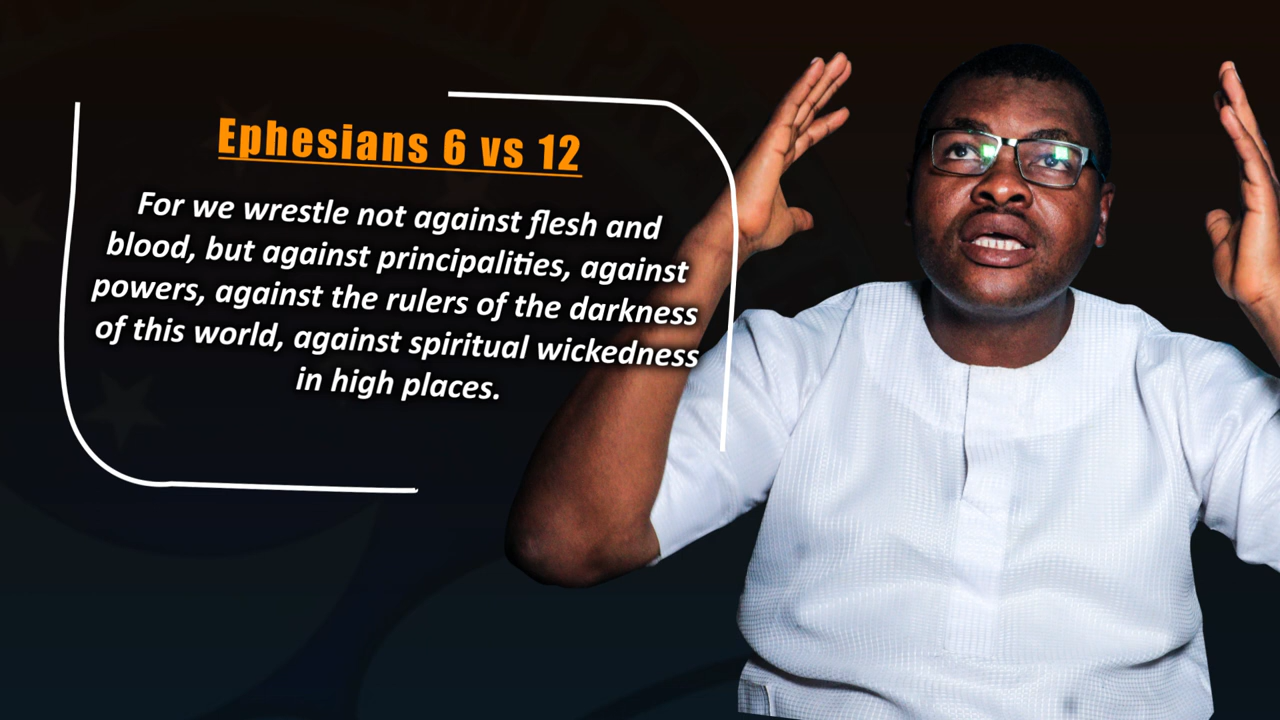 Ephesians 6 vs 12
For we wrestle not against flesh and
blood, but against principalities, against
powers, against the rulers of the darkness
of this world, against spiritual wickedness
in high places.